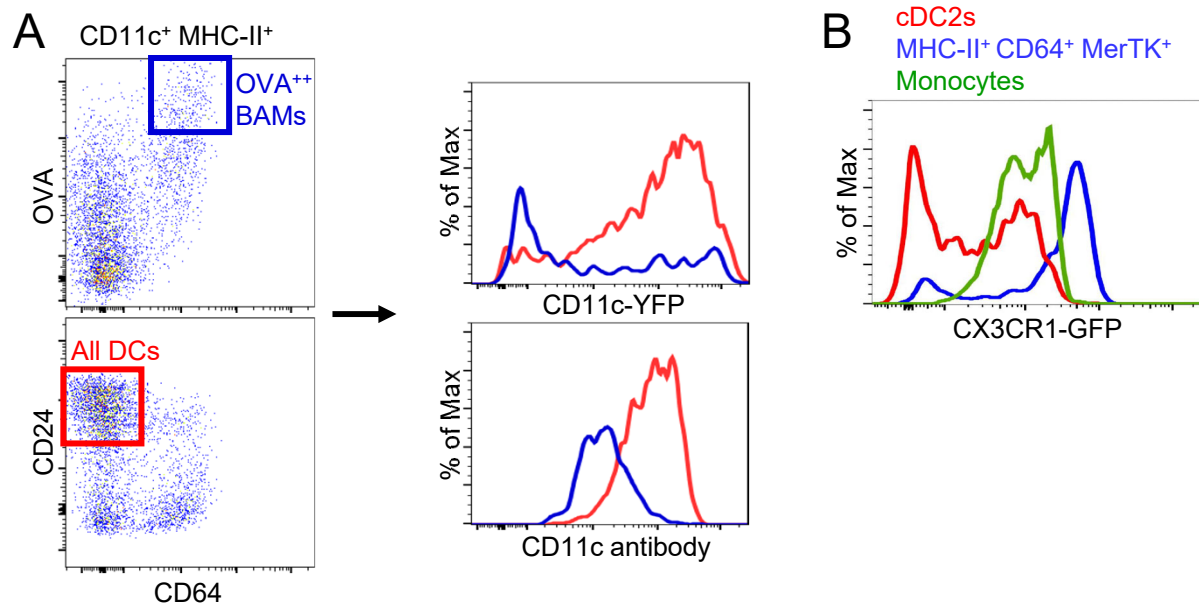 A
CD11c⁺ MHC-II⁺
OVA⁺⁺
BAMs
OVA
All DCs
CD24
CD64
% of Max
CD11c-YFP
% of Max
CD11c antibody
B
cDC2s
MHC-II⁺ CD64⁺ MerTK⁺
Monocytes
% of Max
CX3CR1-GFP